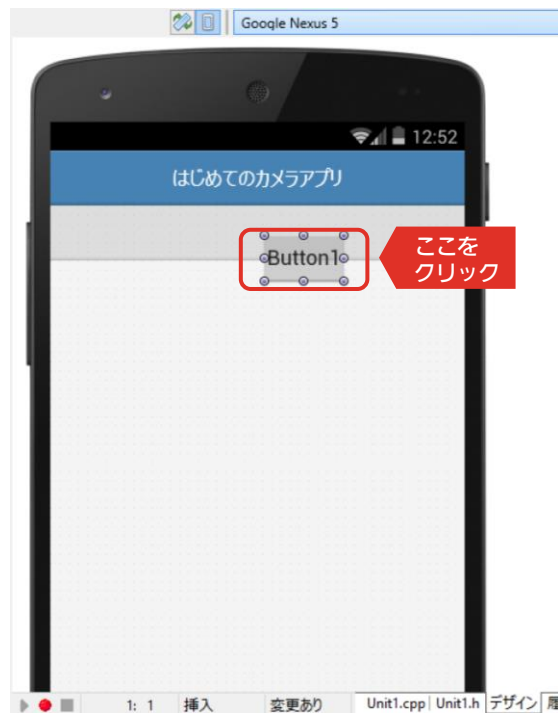 Google Nexus 5
12:52
はじめてのカメラアプリ
Button1
ここを
クリック
1: 1 挿入 変更あり Unit1.cpp Unit1.h デザイン